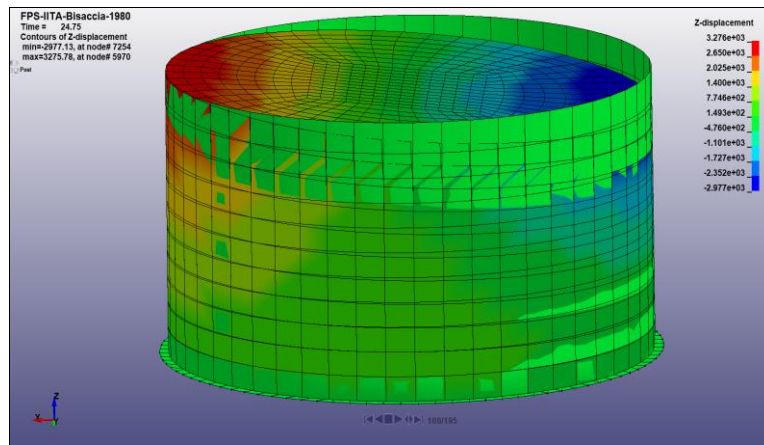 FPS-IITA-Bisaccia-1980
Time = 24.75
Contours of Z-displacement
min=-2977.13, at node# 7254
max=3275.78, at node# 5970
Post
Z-displacement
3.276e+03
2.650e+03
2.025e+03
1.400e+03
7.746e+02
1.493e+02
-4.760e+02
-1.101e+03
-1.727e+03
-2.352e+03
-2.977e+03
Z
X
Y